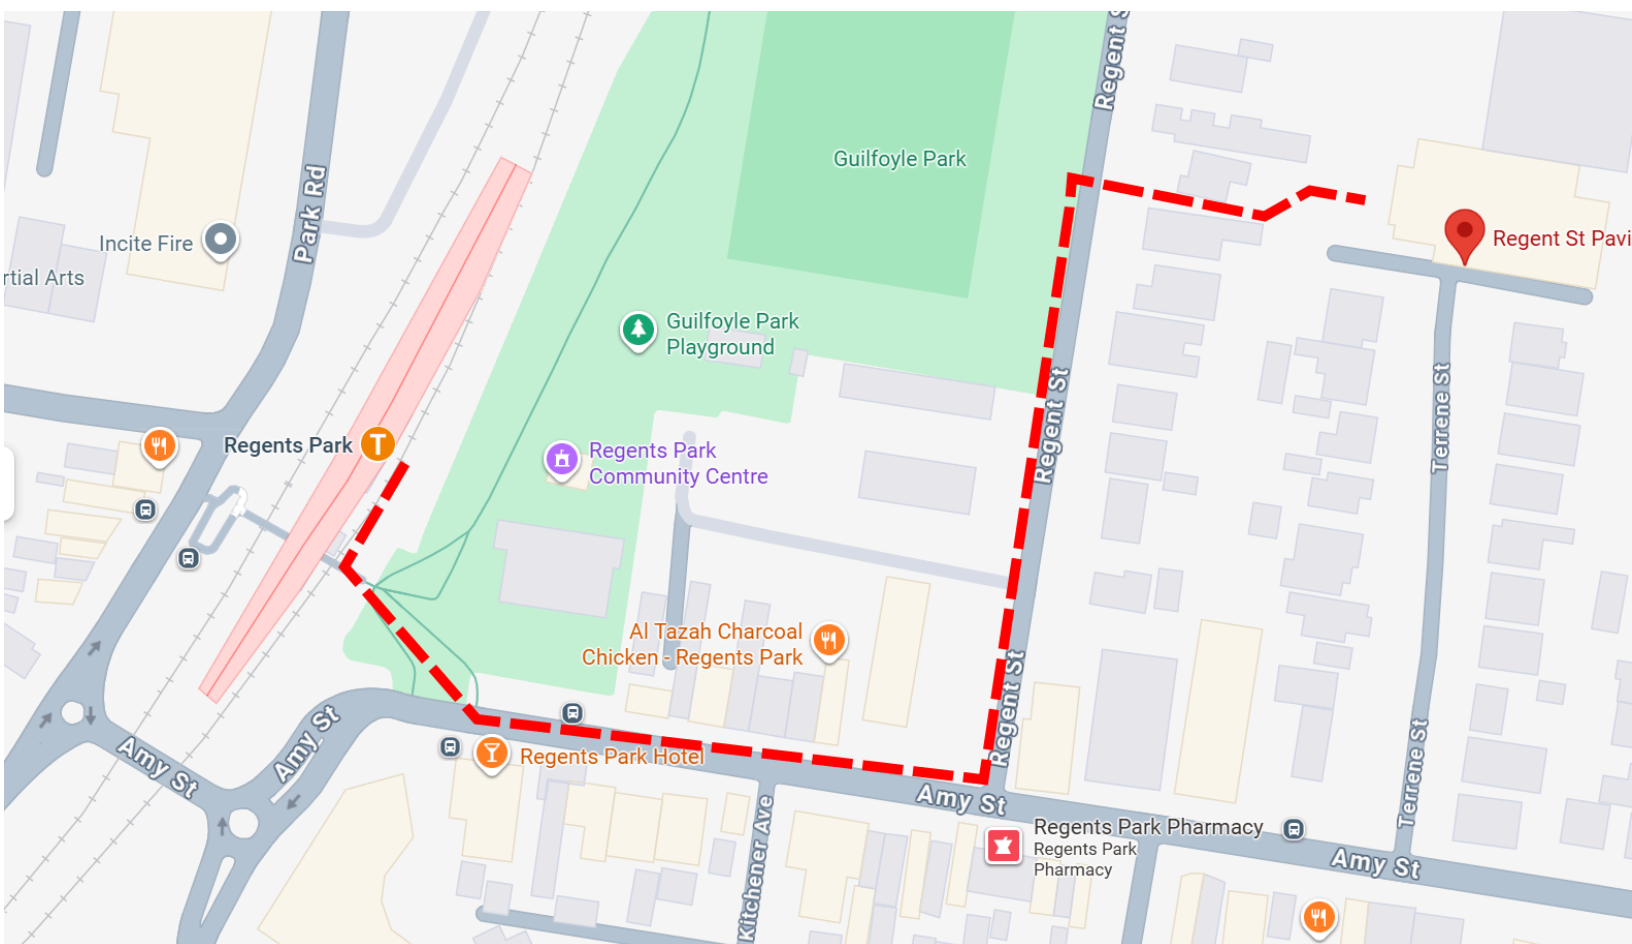 Regent S
Guilfoyle Park
Park Rd
Incite Fire
rtial Arts
Regent St Pavi
Guilfoyle Park
Playground
Regent St
Terrene St
Regents Park
T
Regents Park
Community Centre
Al Tazah Charcoal
Chicken - Regents Park
Regent St
Amy St
Amy St
Regents Park Hotel
Amy St
Terrene St
Kitchener Ave
Regents Park Pharmacy
Regents Park
Pharmacy
Amy St